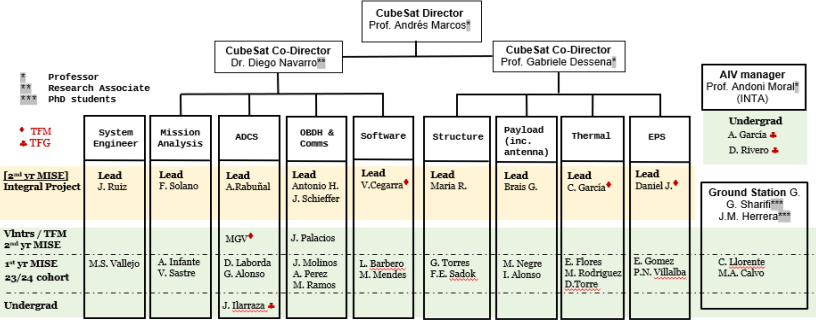 CubeSat Director
Prof. Andrés Marcos*
CubeSat Co-Director
Dr. Diego Navarro**
CubeSat Co-Director
Prof. Gabriele Dessena*
* Professor
** Research Associate
*** PhD students
♦ TFM
♣ TFG
AIV manager
Prof. Andoni Moral*
(INTA)
Undergrad
A. García ♣
D. Rivero ♣
System
Engineer
Mission
Analysis
ADCS
OBDH &
Comms
Software
Structure
Payload
(inc.
antenna)
Thermal
EPS
[2nd yr MISE]
Integral Project
Lead
J. Ruiz
Lead
F. Solano
Lead
A.Rabuñal
Lead
Antonio H.
J. Schieffer
Lead
V.Cegarra♦
Lead
Maria R.
Lead
Brais G.
Lead
C. García♦
Lead
Daniel J.♦
Ground Station G.
G. Sharifi***
J.M. Herrera***
Vlntrs / TFM
2nd yr MISE
MGV♦
J. Palacios
1st yr MISE
23/24 cohort
M.S. Vallejo
A. Infante
V. Sastre
D. Laborda
G. Alonso
J. Molinos
A. Perez
M. Ramos
L. Barbero
M. Mendes
G. Torres
F.E. Sadok
M. Negre
I. Alonso
E. Flores
M. Rodriguez
D.Torre
E. Gomez
P.N. Villalba
C. Llorente
M.A. Calvo
Undergrad
J. Ilarraza ♣